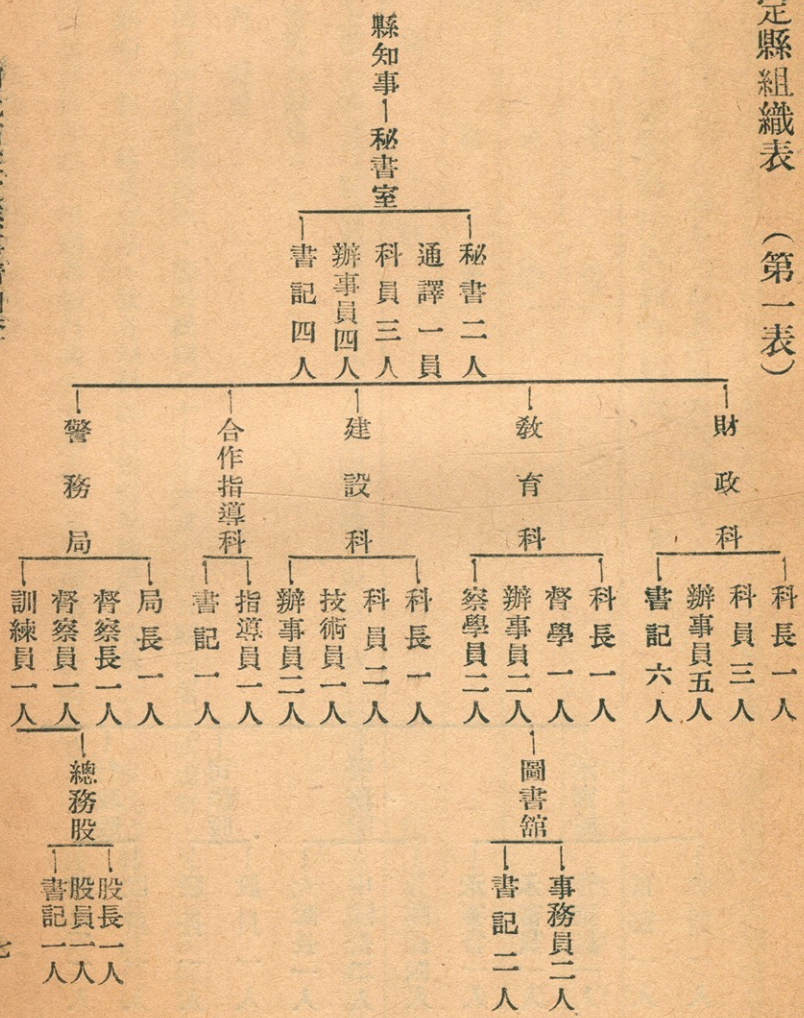 定縣組織表　（第一表）
縣知事—秘書室
秘書二人
通譯一員
科員三人
辦事員四人
書記四人
財政科
科長一人
科員三人
辦事員五人
書記六人
教育科
科長一人
督學一人
辦事員二人
察學員二人
圖書館
事務員二人
書記二人
建設科
科長一人
科員二人
技術員一人
辦事員二人
合作指導科
指導員一人
書記一人
警務局
局長一人
督察長一人
督察員一人
訓練員一人
總務股
股長一人
股員一人
書記一人
七